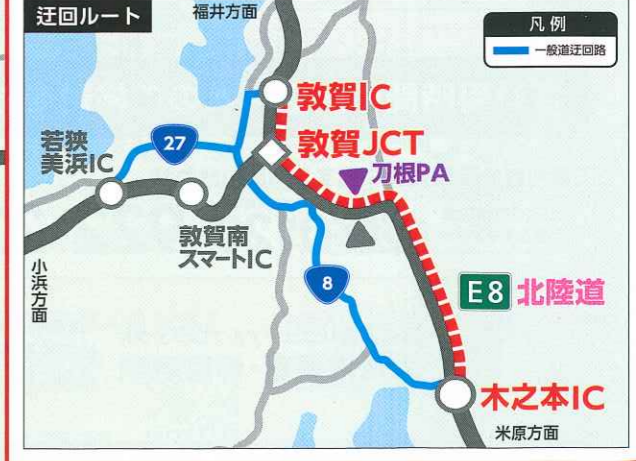 迂回ルート
福井方面
凡例
一般道迂回路
敦賀IC
敦賀JCT
若狭
美浜IC
27
刀根PA
敦賀南
スマートIC
小浜方面
8
E8 北陸道
木之本IC
米原方面